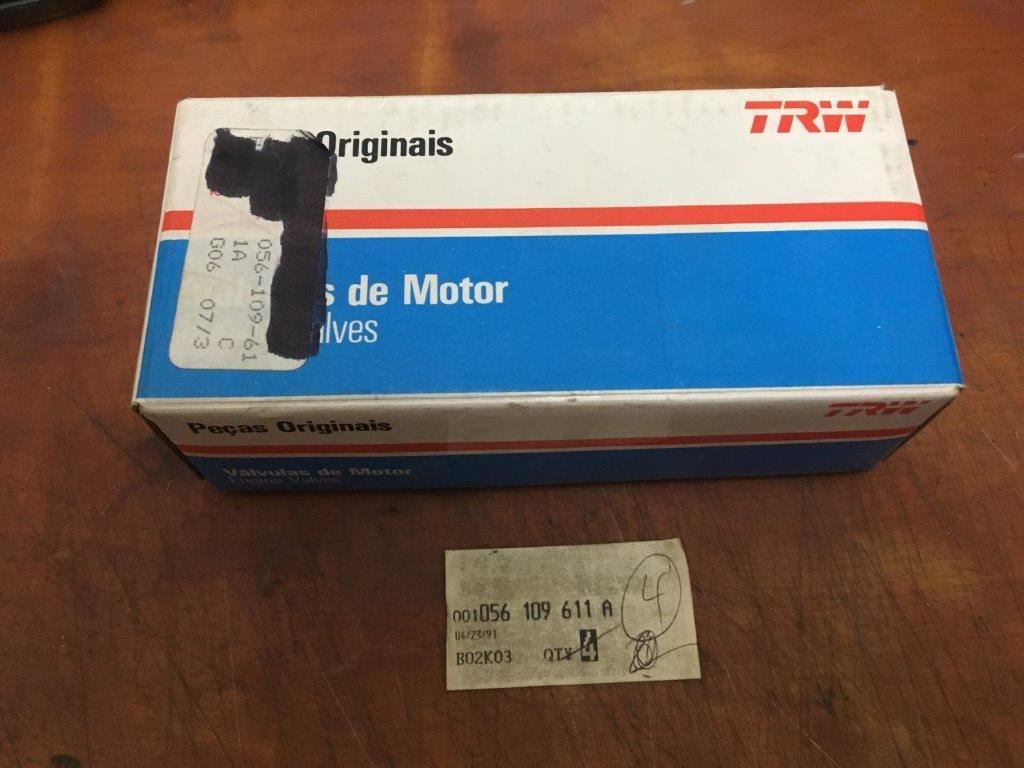 Originais
TRW
056-109-61
1A C
G06 07/3
s de Motor
alves
Peças Originais
TRW
Válvulas de Motor
Engine Valves
001056 109 611 A
04/23/91
B02K03 QTY 4
4